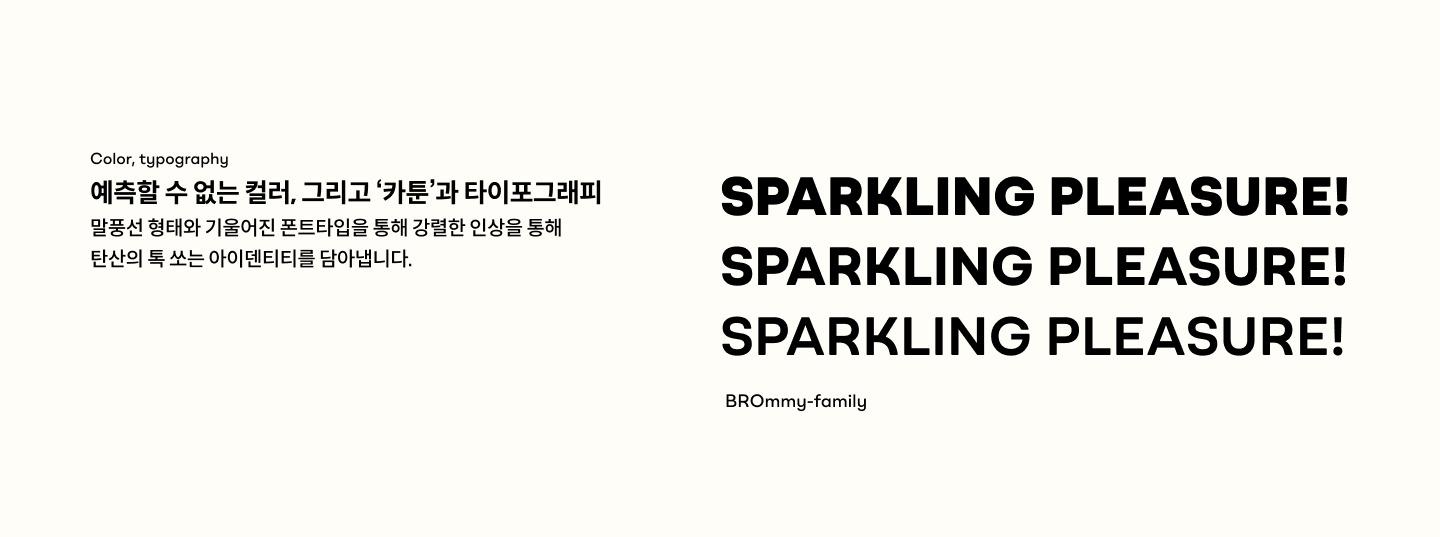 Color, typography
예측할 수 없는 컬러, 그리고 ‘카툰’과 타이포그래피
말풍선 형태와 기울어진 폰트타입을 통해 강렬한 인상을 통해
탄산의 톡 쏘는 아이덴티티를 담아냅니다.
SPARKLING PLEASURE!
SPARKLING PLEASURE!
SPARKLING PLEASURE!
BROmmy-family